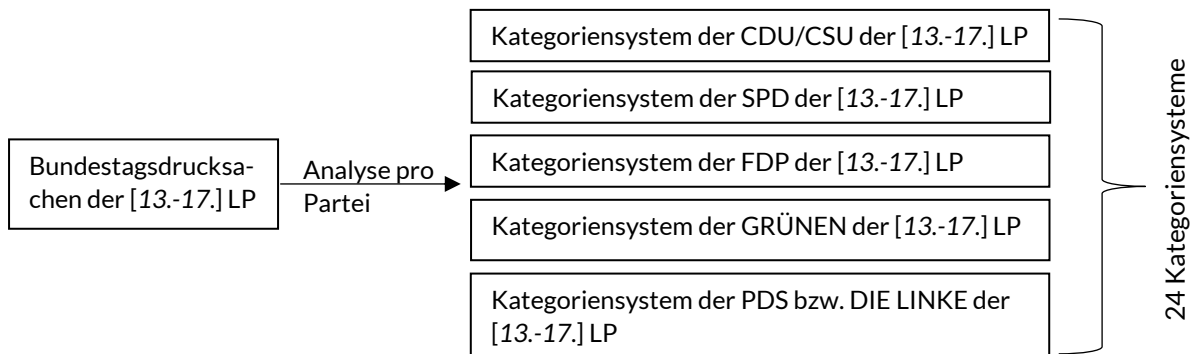 Kategoriensystem der CDU/CSU der [13.-17.] LP
Kategoriensystem der SPD der [13.-17.] LP
Bundestagsdrucksa-
chen der [13.-17.] LP
Analyse pro
Partei
Kategoriensystem der FDP der [13.-17.] LP
Kategoriensystem der GRÜNEN der [13.-17.] LP
Kategoriensystem der PDS bzw. DIE LINKE der
[13.-17.] LP
24 Kategoriensysteme